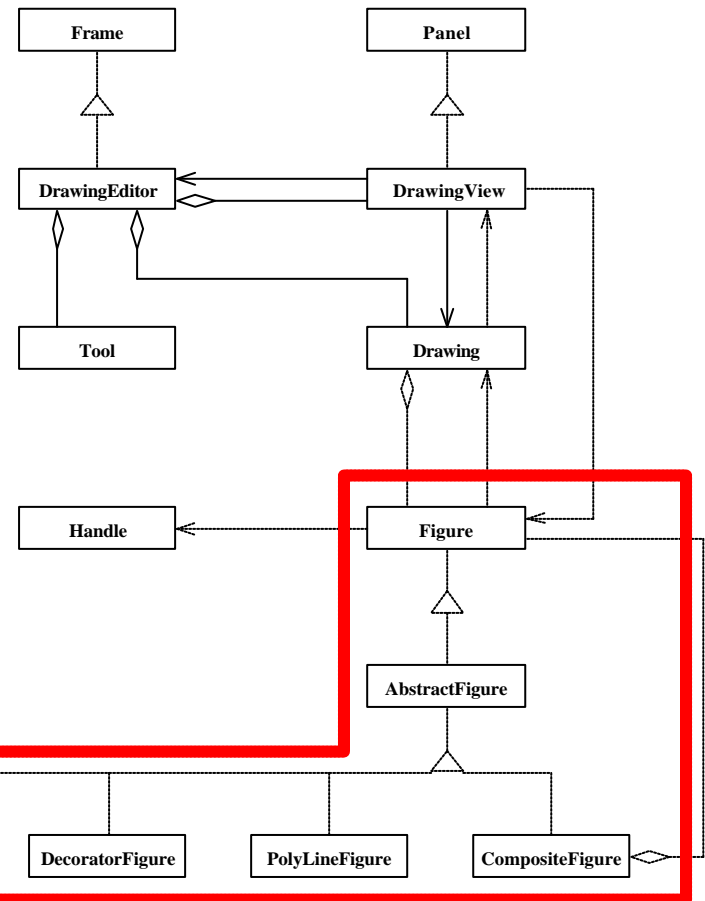 Frame
Panel
DrawingEditor
DrawingView
Tool
Drawing
Handle
Figure
AbstractFigure
DecoratorFigure
PolyLineFigure
CompositeFigure